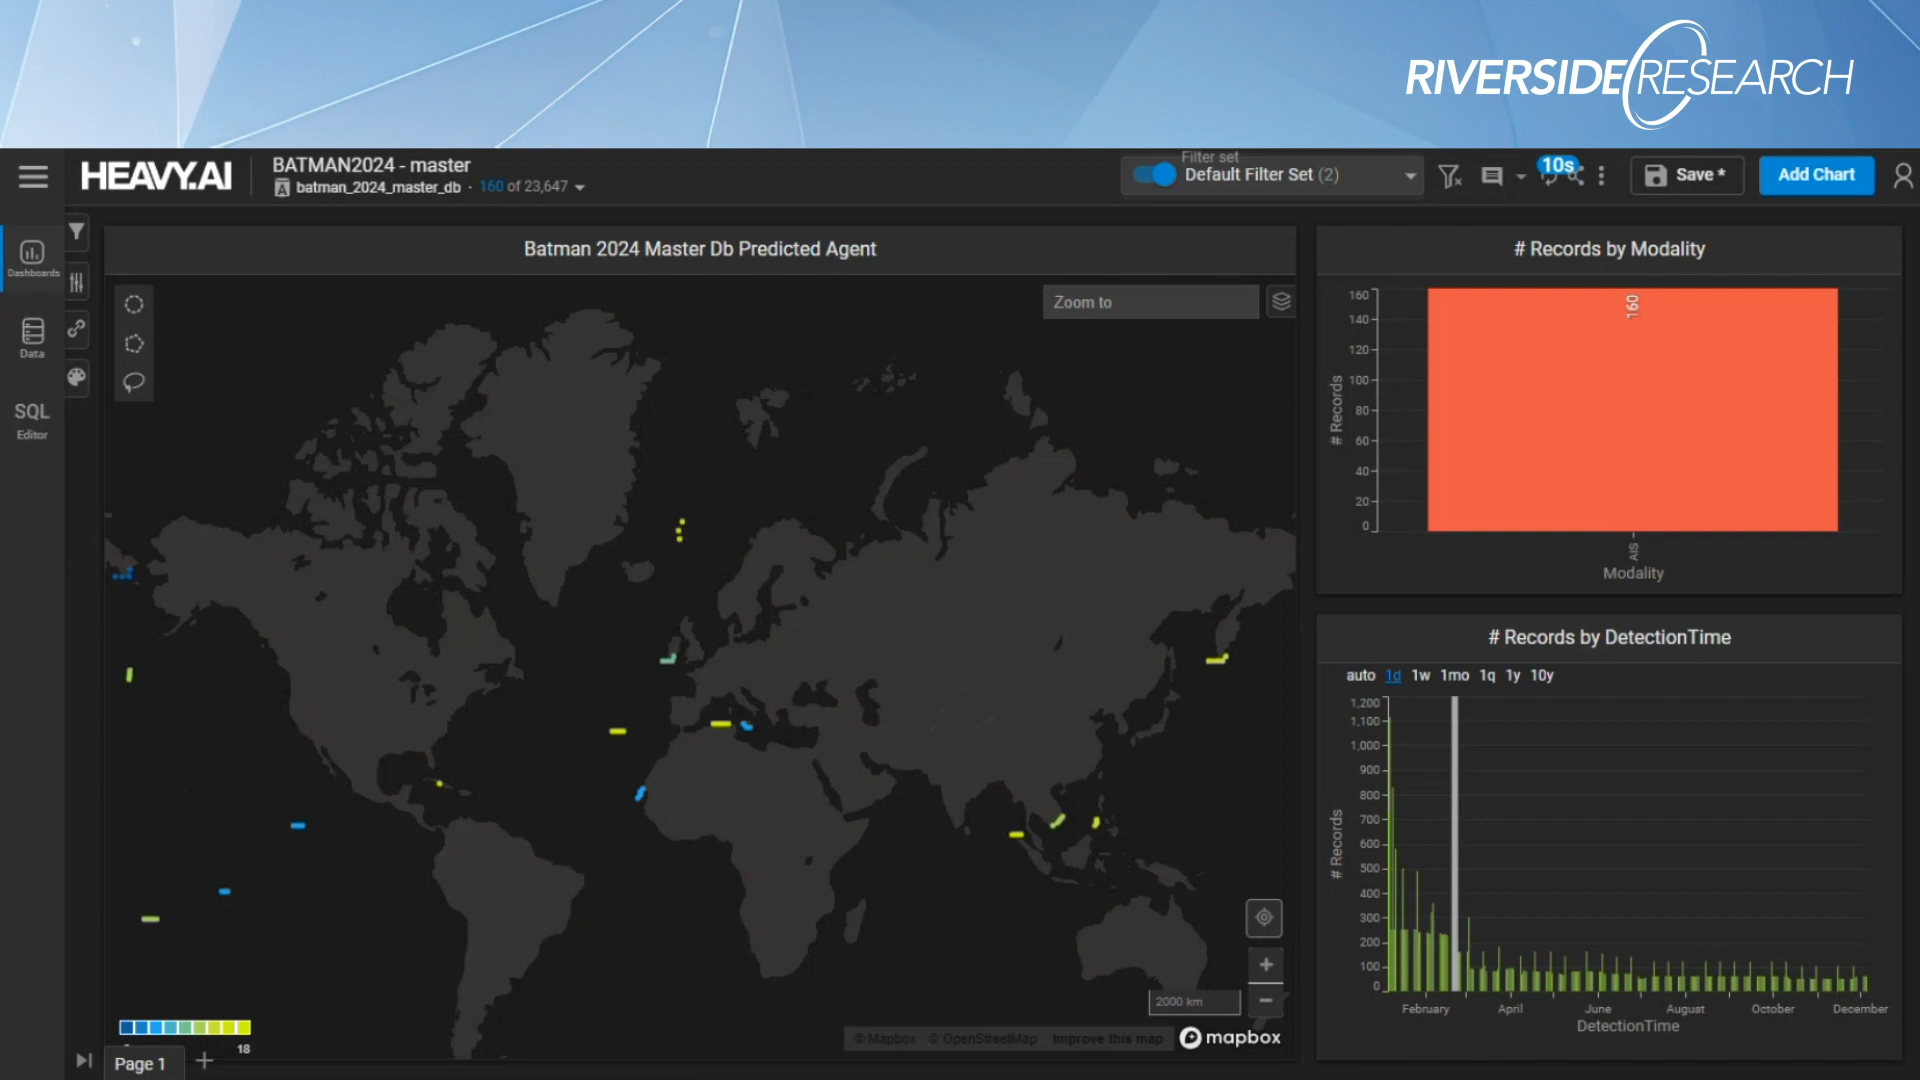 RIVERSIDE RESEARCH
HEAVY.AI
BATMAN2024 - master
batman_2024_master_db · 160 of 23,647
Filter set
Default Filter Set (2)
10s
Save *
Add Chart
Dashboards
Data
SQL
Editor
Batman 2024 Master Db Predicted Agent
Zoom to
2000 km
© Mapbox © OpenStreetMap Improve this map
mapbox
18
Page 1
# Records by Modality
160
140
120
100
80
60
40
20
0
# Records
160
AIS
Modality
# Records by DetectionTime
auto 1d 1w 1mo 1q 1y 10y
1,200
1,100
1,000
900
800
700
600
500
400
300
200
100
0
# Records
February April June August October December
DetectionTime